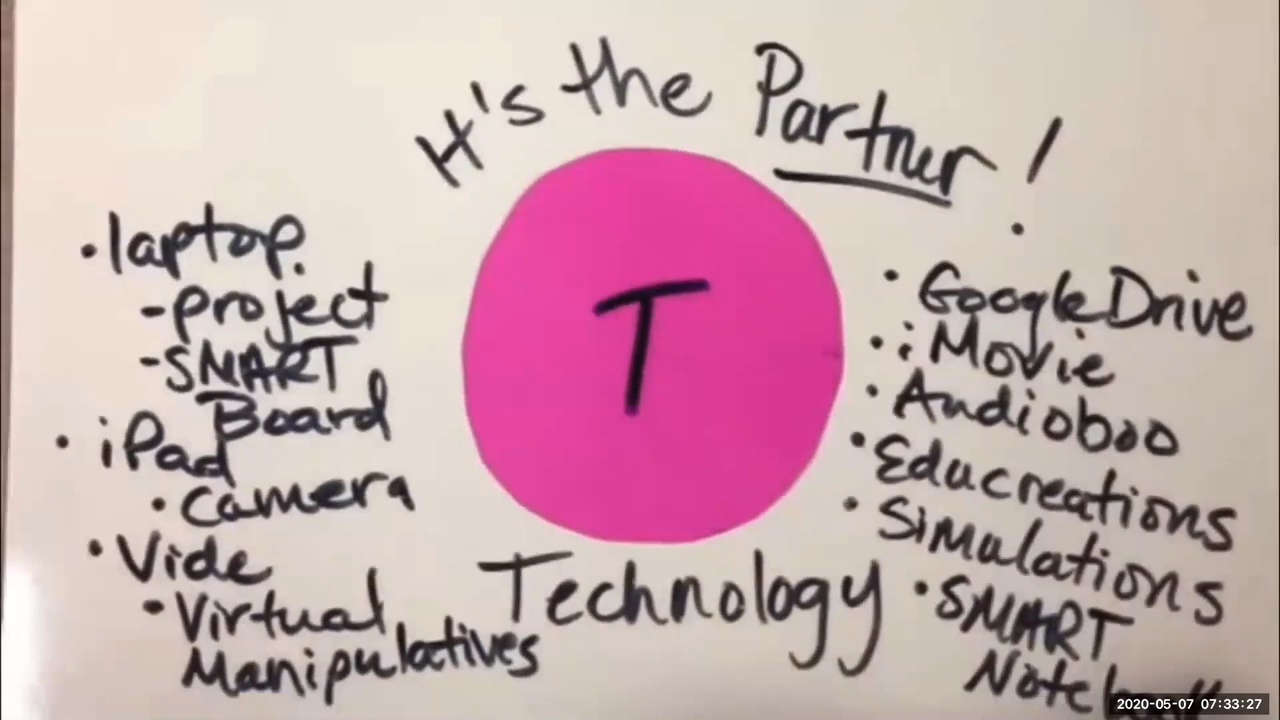 It's the Partner!
• laptop.
- project
- SMART
Board
• iPad
• Camera
• Vide
• Virtual
Manipulatives
T
Technology
• Google Drive
• iMovie
• Audioboo
• Educreations
• Simulations
• SMART
2020-05-07 07:33:27